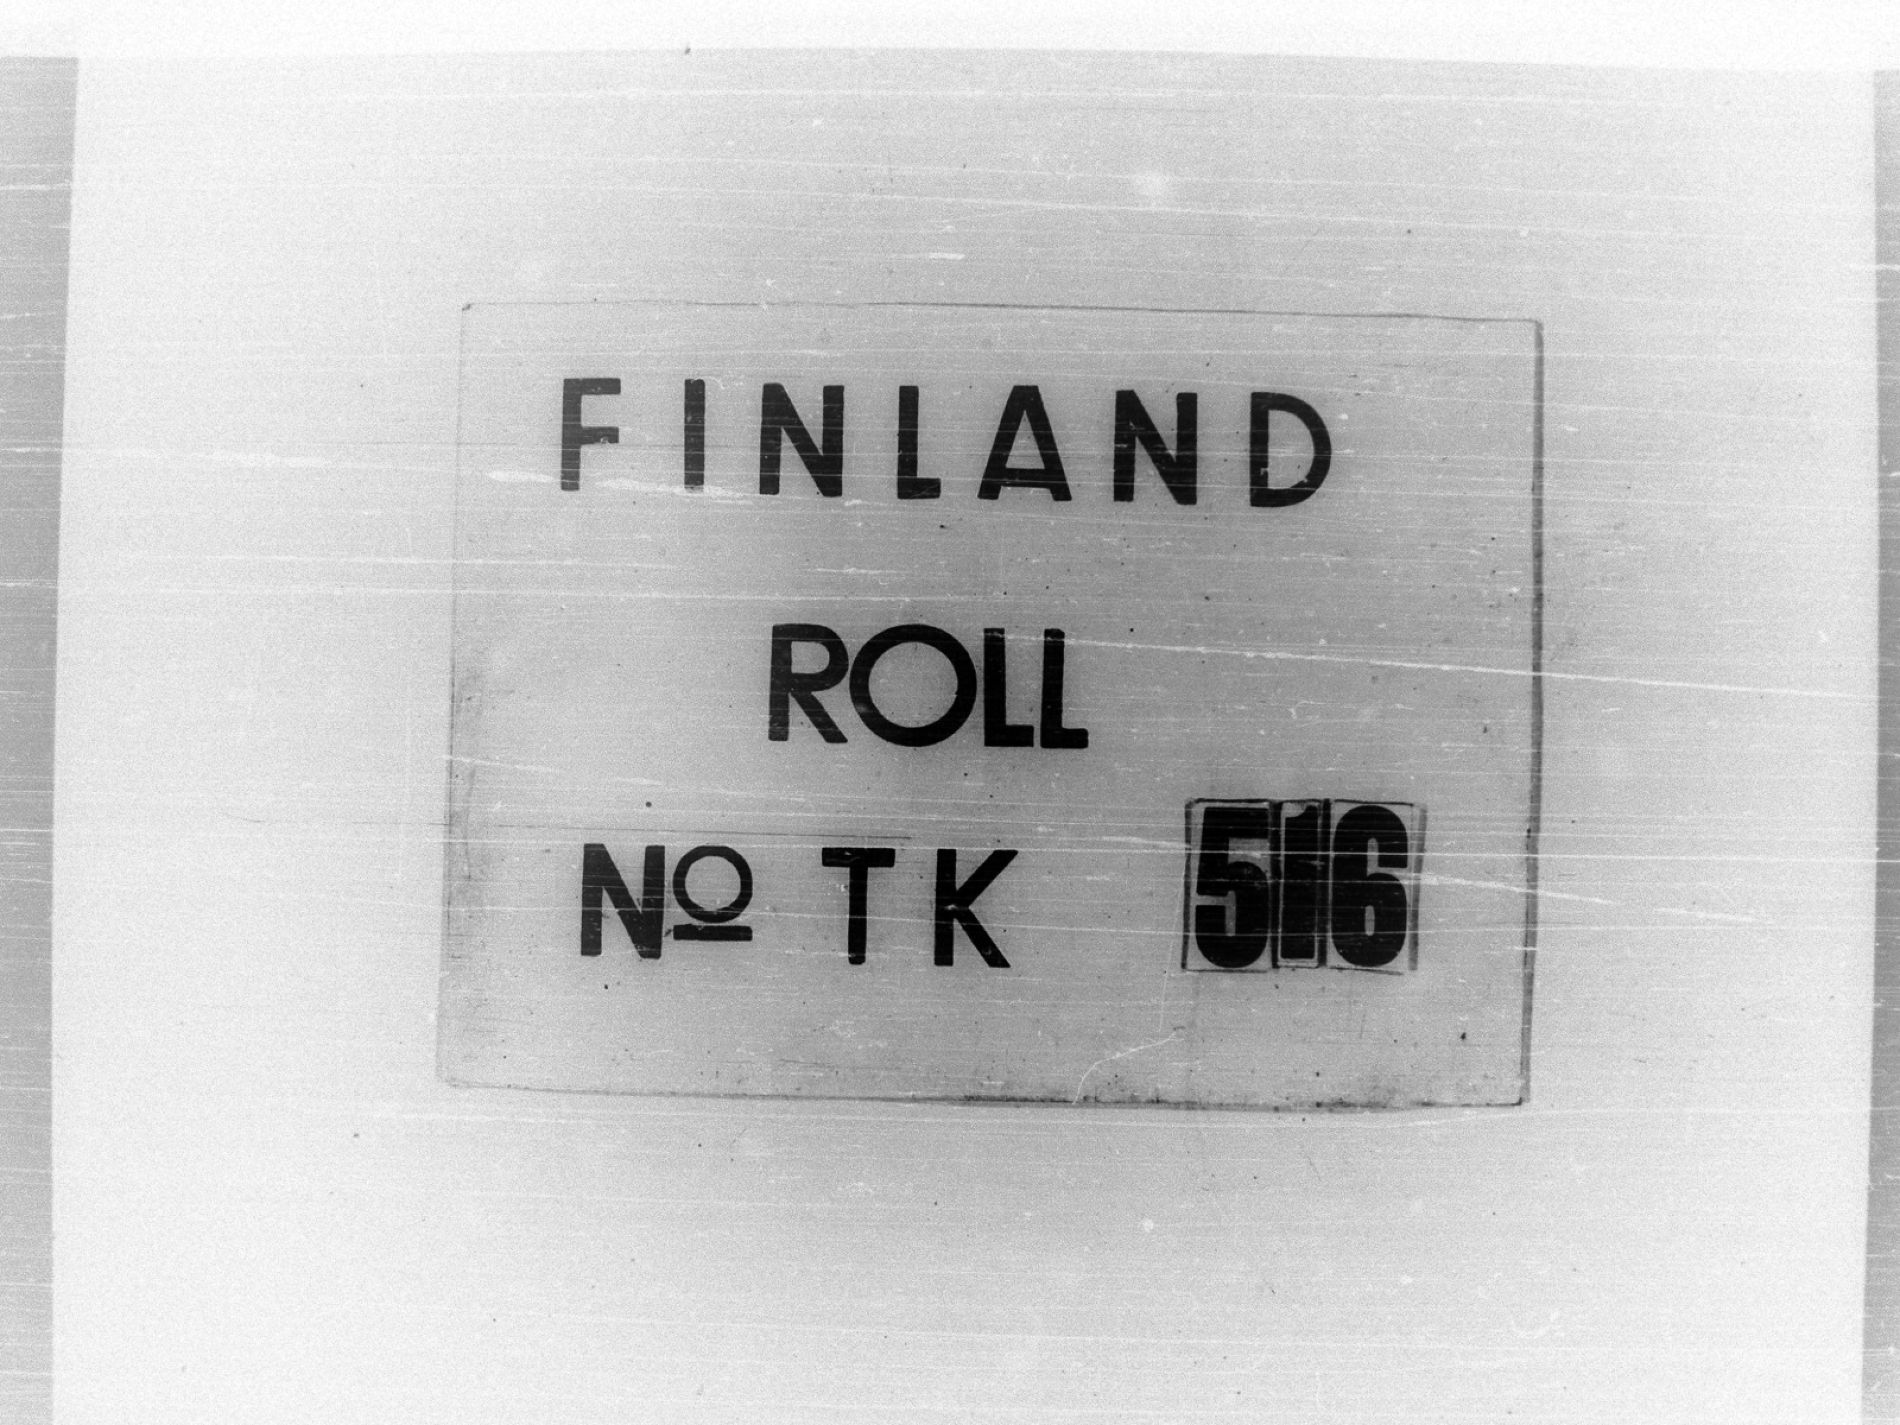 FINLAND
ROLL
Nº TK 516